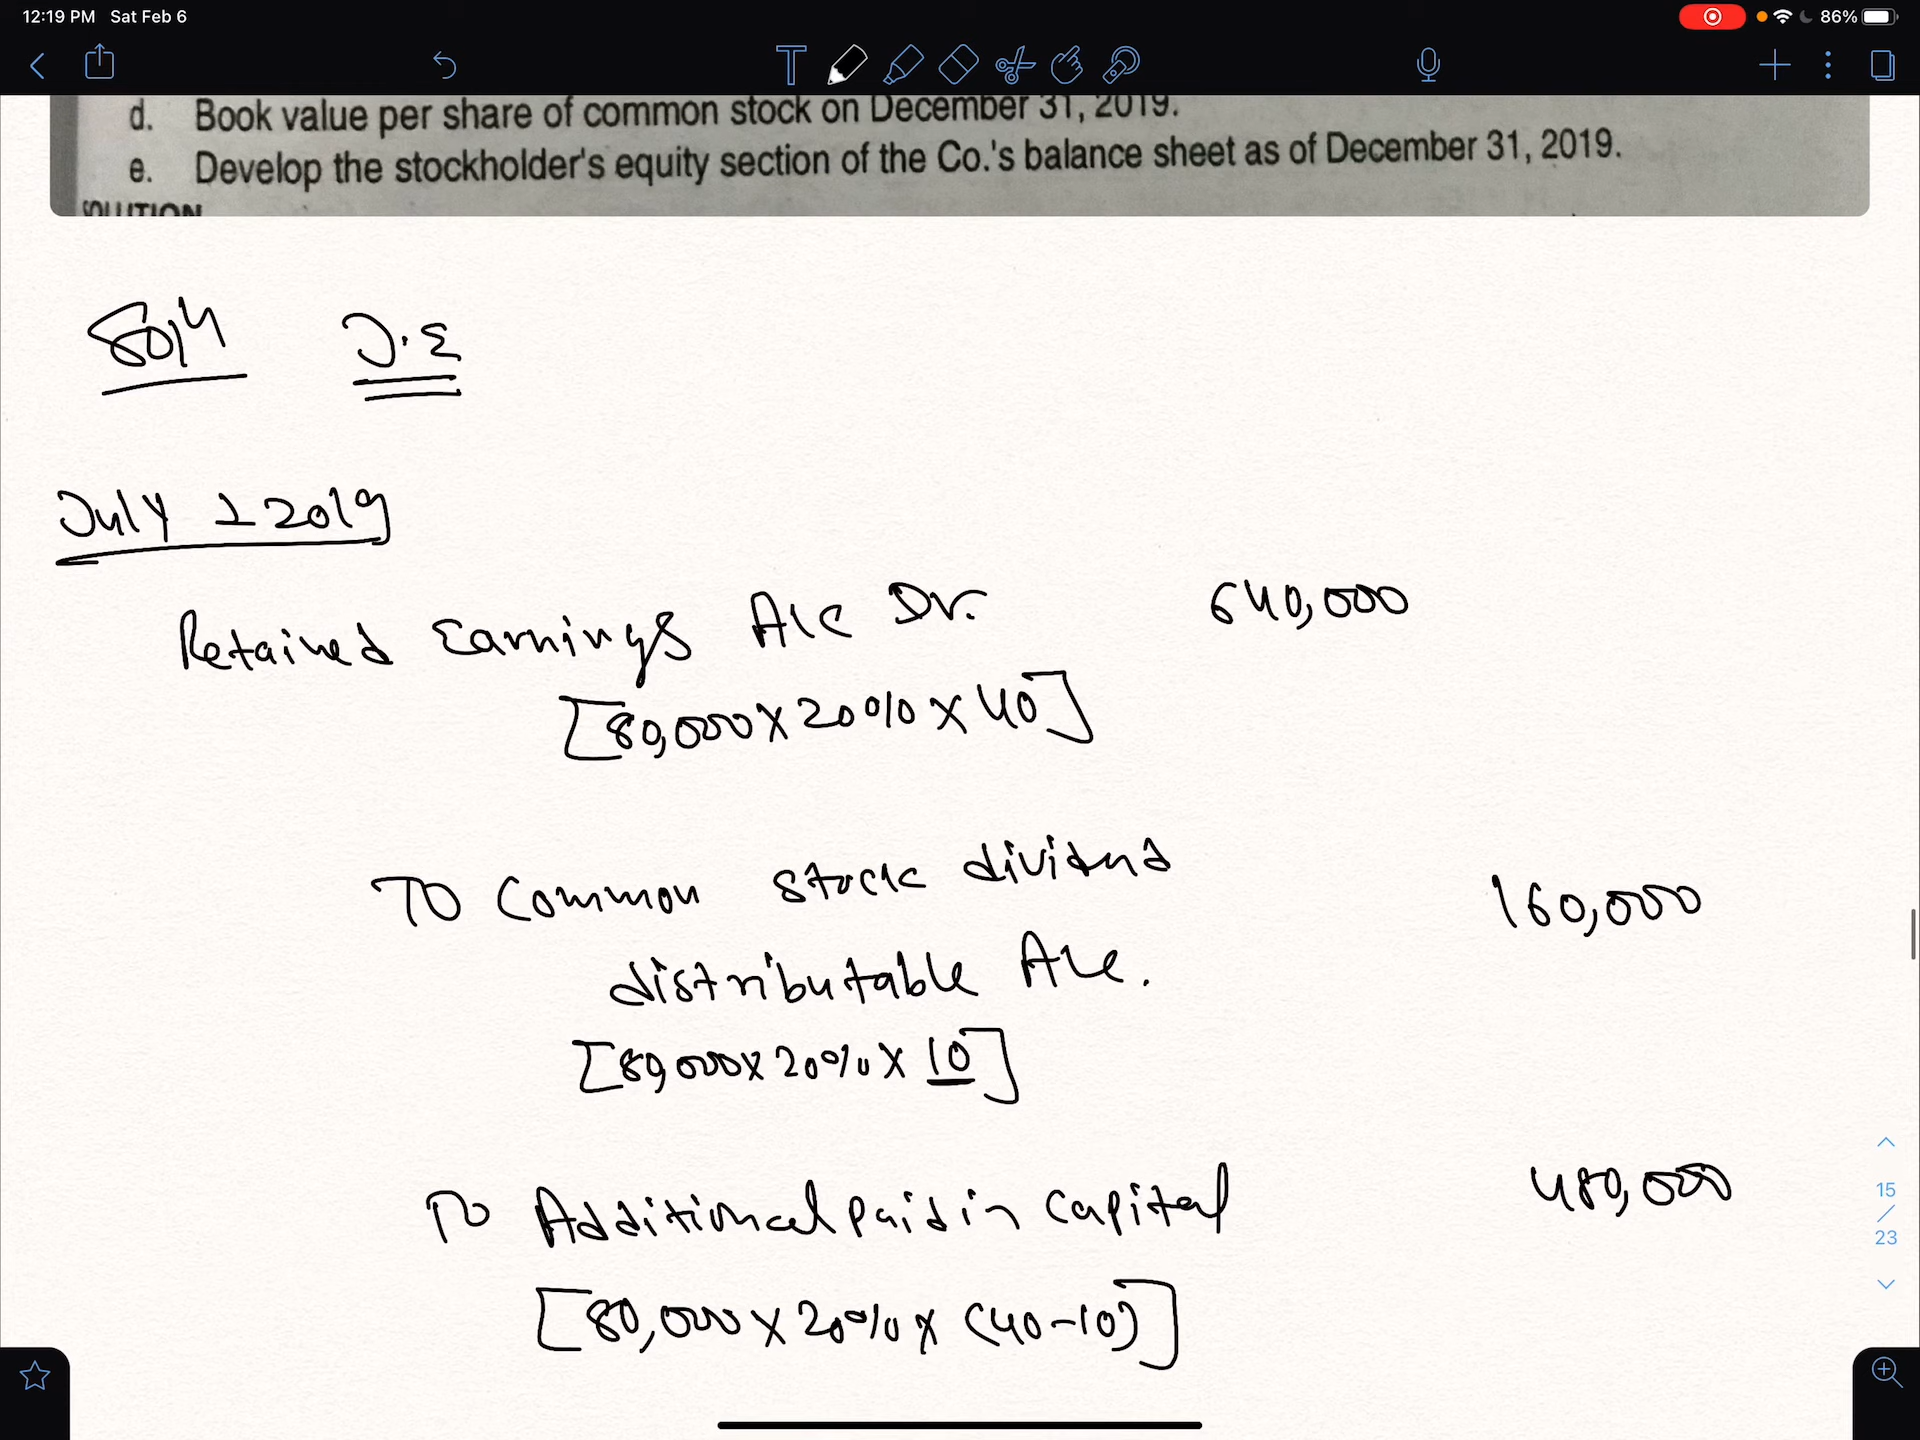 12:19 PM Sat Feb 6
86%
d. Book value per share of common stock on December 31, 2019.
e. Develop the stockholder's equity section of the Co.'s balance sheet as of December 31, 2019.
SOLUTION
Soln J.E
July 1 2019
Retained Earnings A/c Dr. 640,000
[80,000 X 20% X 40]
To Common stock dividend 160,000
distributable A/c.
[80,000 X 20% X 10]
To Additional paid in capital 480,000
[80,000 X 20% X (40-10)]
15
/
23